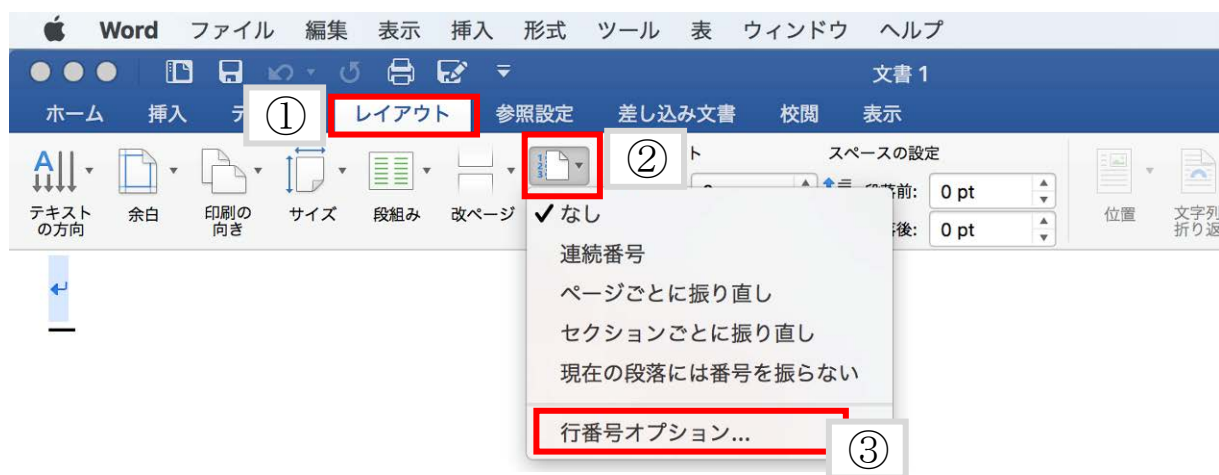 Word ファイル 編集 表示 挿入 形式 ツール 表 ウィンドウ ヘルプ
文書 1
ホーム 挿入 ① レイアウト 参照設定 差し込み文書 校閲 表示
② スペースの設定
0 pt
テキスト
の方向
余白
印刷の
向き
サイズ
段組み
改ページ
0 pt
位置
✓ なし
連続番号
ページごとに振り直し
セクションごとに振り直し
現在の段落には番号を振らない
行番号オプション...
③